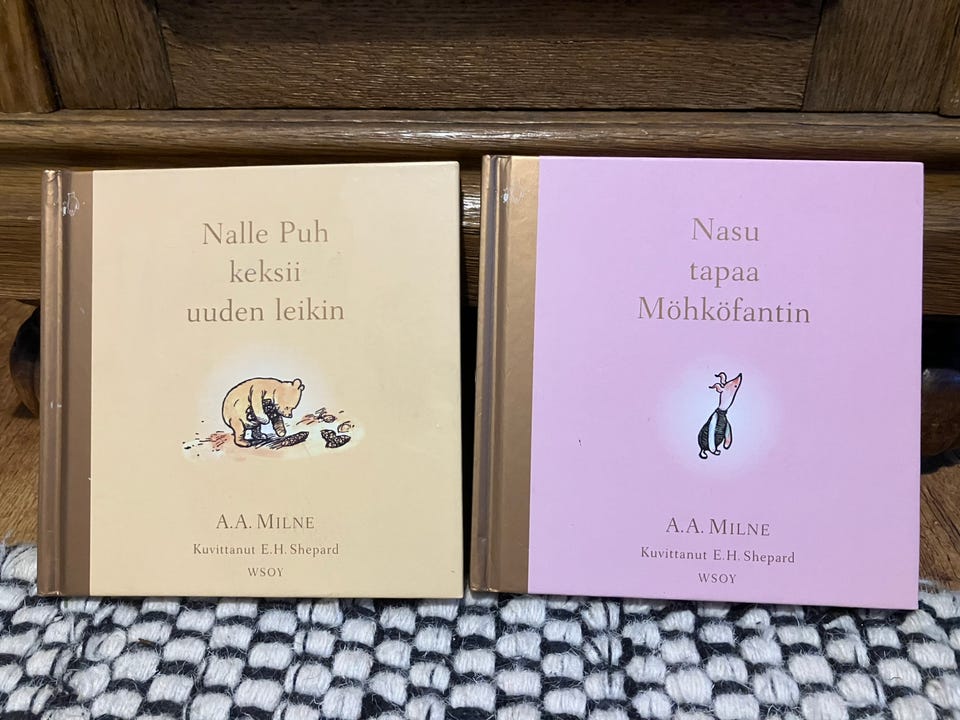 Nalle Puh
keksii
uuden leikin
A.A. MILNE
Kuvittanut E.H. Shepard
WSOY
Nasu
tapaa
Möhköfantin
A.A. MILNE
Kuvittanut E.H. Shepard
WSOY